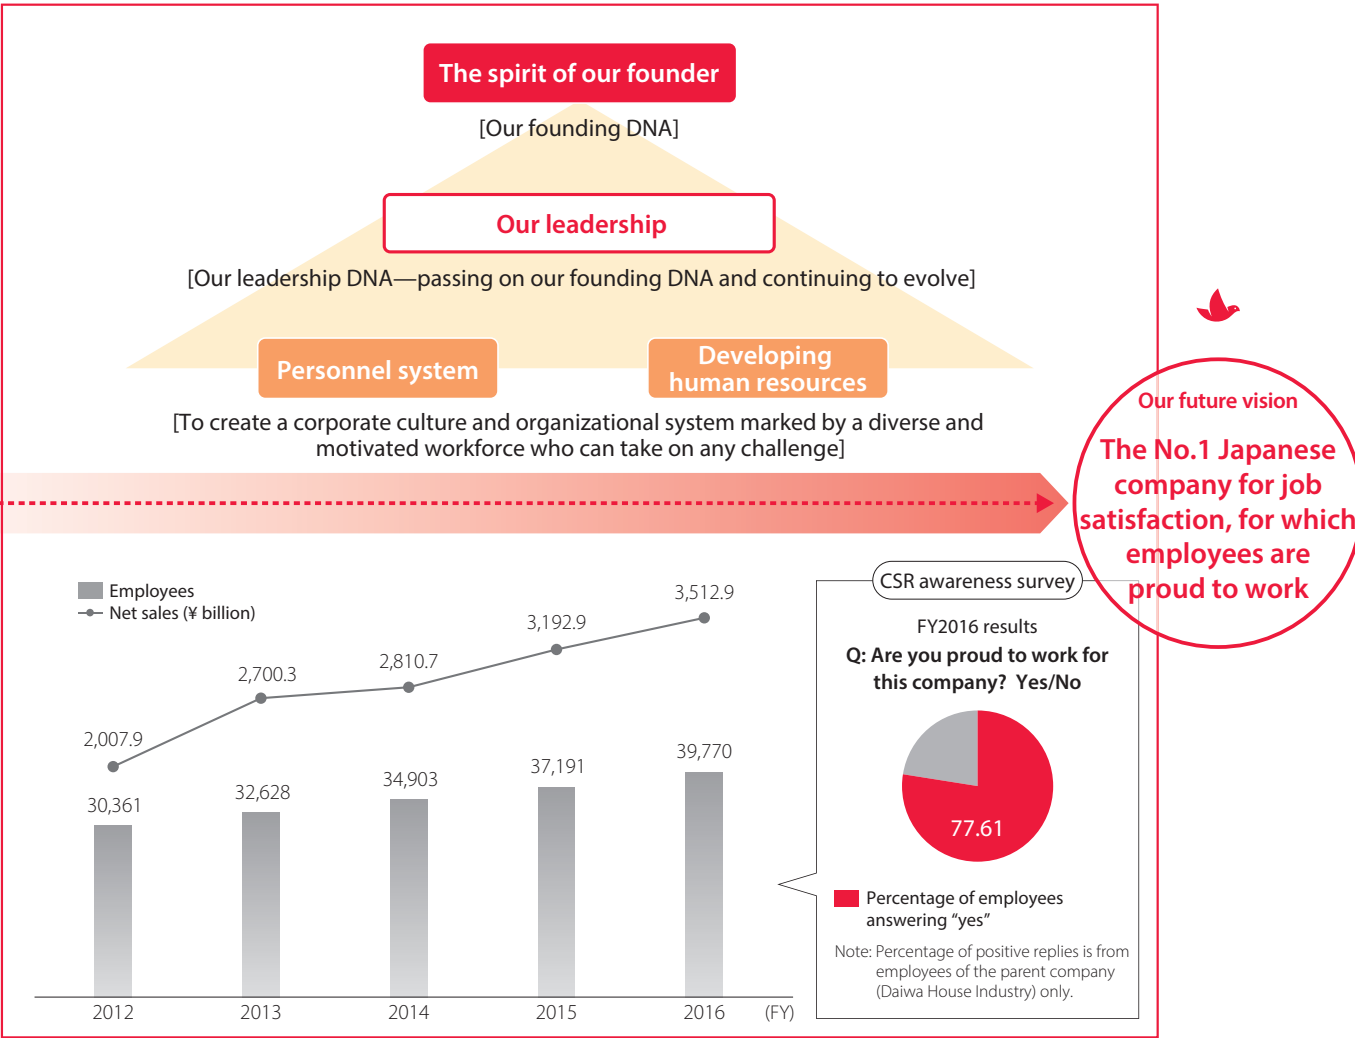 The spirit of our founder
[Our founding DNA]
Our leadership
[Our leadership DNA—passing on our founding DNA and continuing to evolve]
Personnel system
Developing
human resources
[To create a corporate culture and organizational system marked by a diverse and
motivated workforce who can take on any challenge]
Our future vision
The No.1 Japanese
company for job
satisfaction, for which
employees are
proud to work
Employees
Net sales (¥ billion)
2,007.9
2,700.3
2,810.7
3,192.9
3,512.9
30,361
32,628
34,903
37,191
39,770
2012
2013
2014
2015
2016
(FY)
CSR awareness survey
FY2016 results
Q: Are you proud to work for
this company?  Yes/No
77.61
Percentage of employees
answering “yes”
Note: Percentage of positive replies is from
employees of the parent company
(Daiwa House Industry) only.